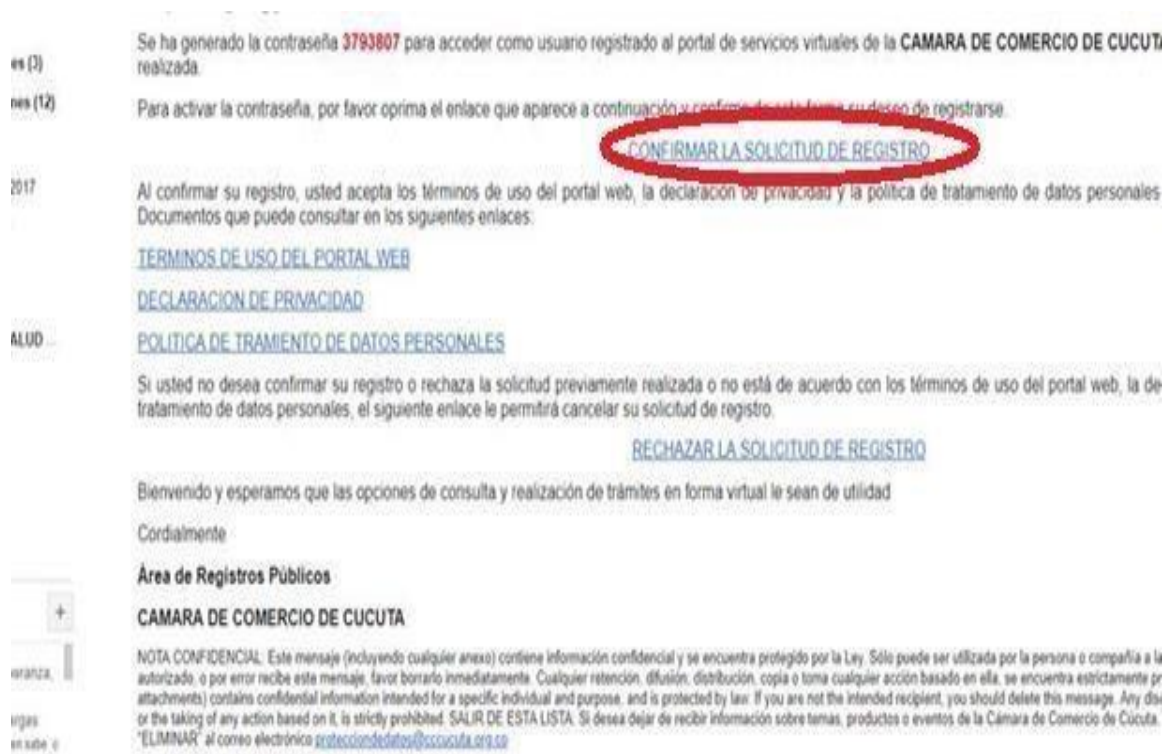 Se ha generado la contraseña 3793807 para acceder como usuario registrado al portal de servicios virtuales de la CAMARA DE COMERCIO DE CUCUTA
es (3)
realizada.
nes (12)
Para activar la contraseña, por favor oprima el enlace que aparece a continuación y confirme de esta forma su deseo de registrarse.
CONFIRMAR LA SOLICITUD DE REGISTRO
2017
Al confirmar su registro, usted acepta los términos de uso del portal web, la declaración de privacidad y la política de tratamiento de datos personales
Documentos que puede consultar en los siguientes enlaces:
TERMINOS DE USO DEL PORTAL WEB
DECLARACION DE PRIVACIDAD
ALUD ...
POLITICA DE TRAMIENTO DE DATOS PERSONALES
Si usted no desea confirmar su registro o rechaza la solicitud previamente realizada o no está de acuerdo con los términos de uso del portal web, la de
tratamiento de datos personales, el siguiente enlace le permitirá cancelar su solicitud de registro.
RECHAZAR LA SOLICITUD DE REGISTRO
Bienvenido y esperamos que las opciones de consulta y realización de trámites en forma virtual le sean de utilidad
Cordialmente
Área de Registros Públicos
+
CAMARA DE COMERCIO DE CUCUTA
NOTA CONFIDENCIAL: Este mensaje (incluyendo cualquier anexo) contiene información confidencial y se encuentra protegido por la Ley. Sólo puede ser utilizada por la persona o compañía a la
autorizado, o por error recibe este mensaje, favor borrarlo inmediatamente. Cualquier retención, difusión, distribución, copia o toma cualquier acción basado en ella, se encuentra estrictamente pr
attachments) contains confidential information intended for a specific individual and purpose, and is protected by law. If you are not the intended recipient, you should delete this message. Any dis
or the taking of any action based on it, is strictly prohibited. SALIR DE ESTA LISTA. Si desea dejar de recibir información sobre temas, productos o eventos de la Cámara de Comercio de Cúcuta.
"ELIMINAR" al correo electrónico protecciondedatos@cccucuta.org.co